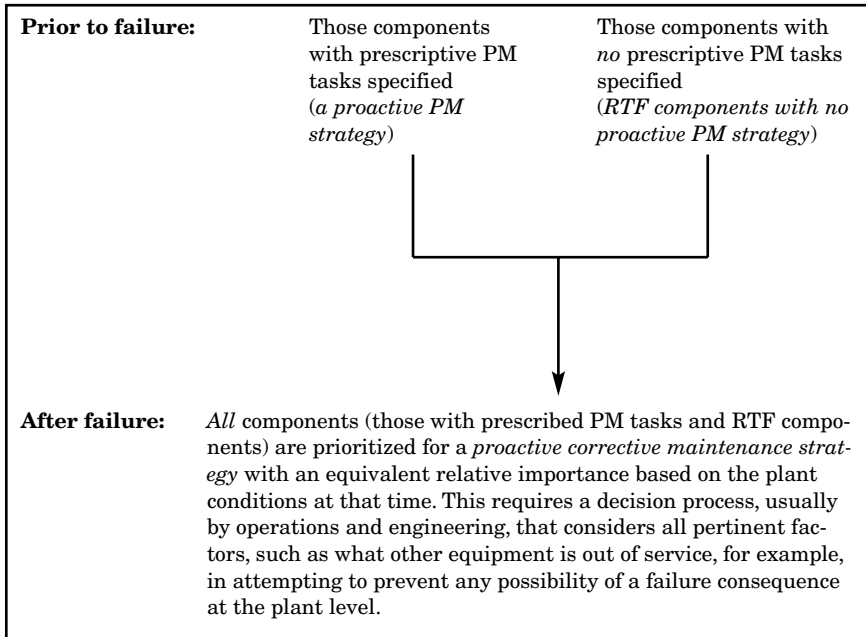 Prior to failure:
Those components
with prescriptive PM
tasks specified
(a proactive PM
strategy)
Those components with
no prescriptive PM tasks
specified
(RTF components with no
proactive PM strategy)
After failure: All components (those with prescribed PM tasks and RTF compo-
nents) are prioritized for a proactive corrective maintenance strat-
egy with an equivalent relative importance based on the plant
conditions at that time. This requires a decision process, usually
by operations and engineering, that considers all pertinent fac-
tors, such as what other equipment is out of service, for example,
in attempting to prevent any possibility of a failure consequence
at the plant level.